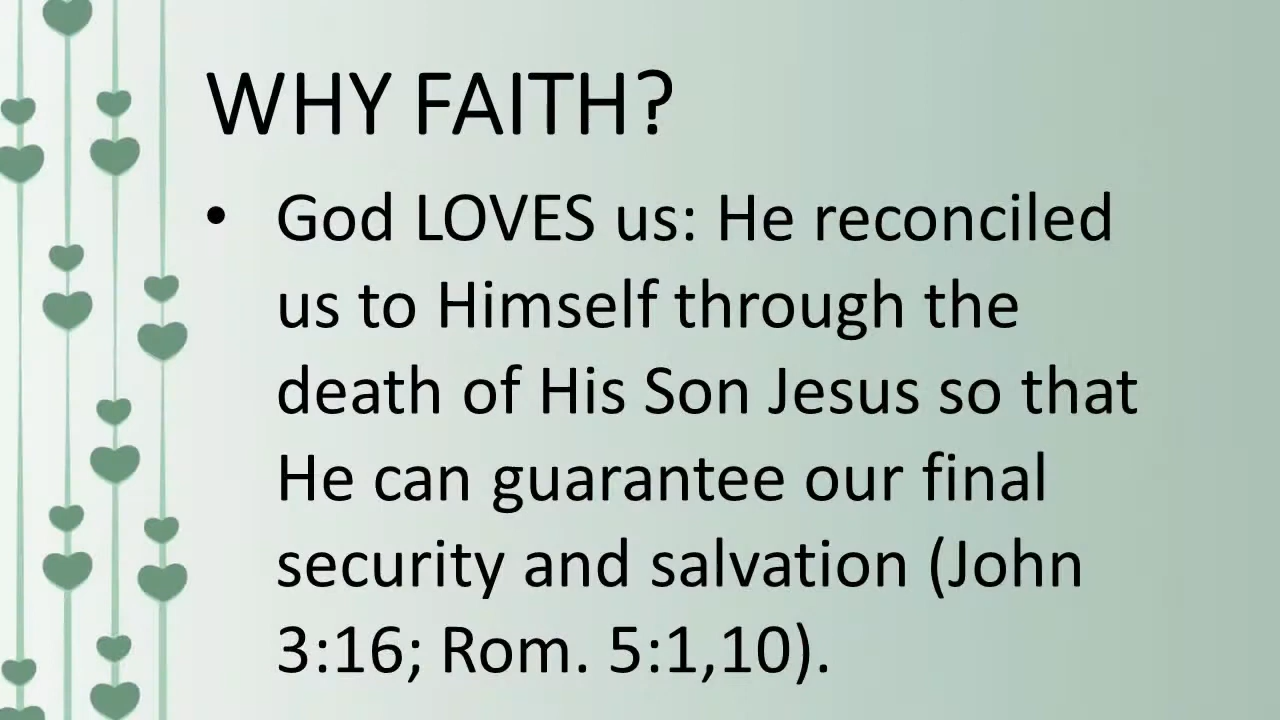 WHY FAITH?
• God LOVES us: He reconciled
us to Himself through the
death of His Son Jesus so that
He can guarantee our final
security and salvation (John
3:16; Rom. 5:1,10).